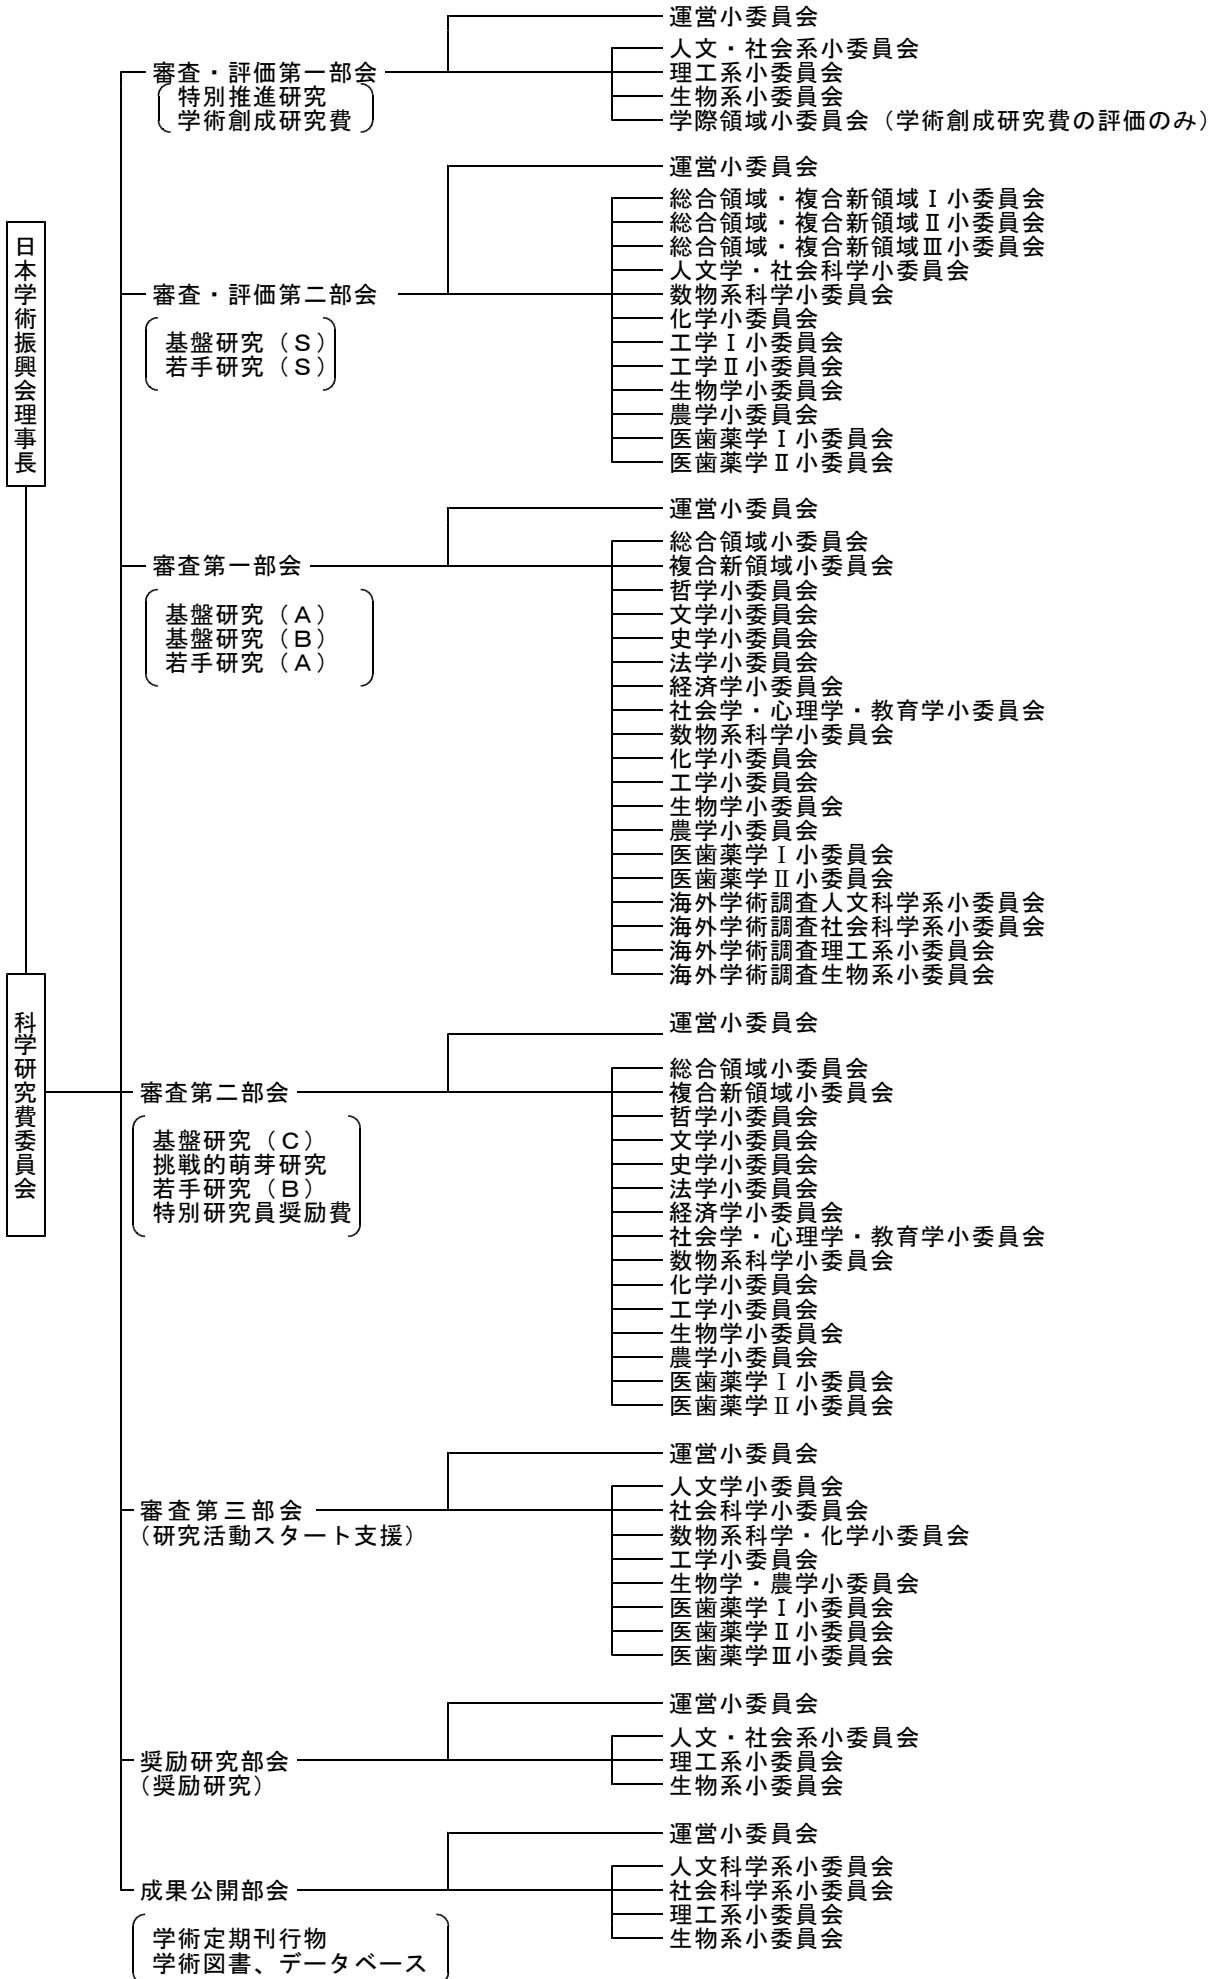 日本学術振興会理事長
科学研究費委員会
審査・評価第一部会
特別推進研究
学術創成研究費
運営小委員会
人文・社会系小委員会
理工系小委員会
生物系小委員会
学際領域小委員会（学術創成研究費の評価のみ）
審査・評価第二部会
基盤研究（Ｓ）
若手研究（Ｓ）
運営小委員会
総合領域・複合新領域Ⅰ小委員会
総合領域・複合新領域Ⅱ小委員会
総合領域・複合新領域Ⅲ小委員会
人文学・社会科学小委員会
数物系科学小委員会
化学小委員会
工学Ⅰ小委員会
工学Ⅱ小委員会
生物学小委員会
農学小委員会
医歯薬学Ⅰ小委員会
医歯薬学Ⅱ小委員会
審査第一部会
基盤研究（Ａ）
基盤研究（Ｂ）
若手研究（Ａ）
運営小委員会
総合領域小委員会
複合新領域小委員会
哲学小委員会
文学小委員会
史学小委員会
法学小委員会
経済学小委員会
社会学・心理学・教育学小委員会
数物系科学小委員会
化学小委員会
工学小委員会
生物学小委員会
農学小委員会
医歯薬学Ⅰ小委員会
医歯薬学Ⅱ小委員会
海外学術調査人文科学系小委員会
海外学術調査社会科学系小委員会
海外学術調査理工系小委員会
海外学術調査生物系小委員会
審査第二部会
基盤研究（Ｃ）
挑戦的萌芽研究
若手研究（Ｂ）
特別研究員奨励費
運営小委員会
総合領域小委員会
複合新領域小委員会
哲学小委員会
文学小委員会
史学小委員会
法学小委員会
経済学小委員会
社会学・心理学・教育学小委員会
数物系科学小委員会
化学小委員会
工学小委員会
生物学小委員会
農学小委員会
医歯薬学Ⅰ小委員会
医歯薬学Ⅱ小委員会
審査第三部会
（研究活動スタート支援）
運営小委員会
人文学小委員会
社会科学小委員会
数物系科学・化学小委員会
工学小委員会
生物学・農学小委員会
医歯薬学Ⅰ小委員会
医歯薬学Ⅱ小委員会
医歯薬学Ⅲ小委員会
奨励研究部会
（奨励研究）
運営小委員会
人文・社会系小委員会
理工系小委員会
生物系小委員会
成果公開部会
学術定期刊行物
学術図書、データベース
運営小委員会
人文科学系小委員会
社会科学系小委員会
理工系小委員会
生物系小委員会